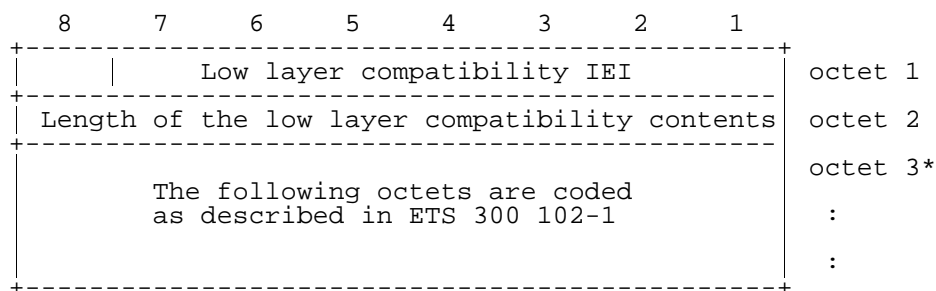 8 7 6 5 4 3 2 1
Low layer compatibility IEI octet 1
Length of the low layer compatibility contents octet 2
octet 3*
The following octets are coded
as described in ETS 300 102-1
:
: